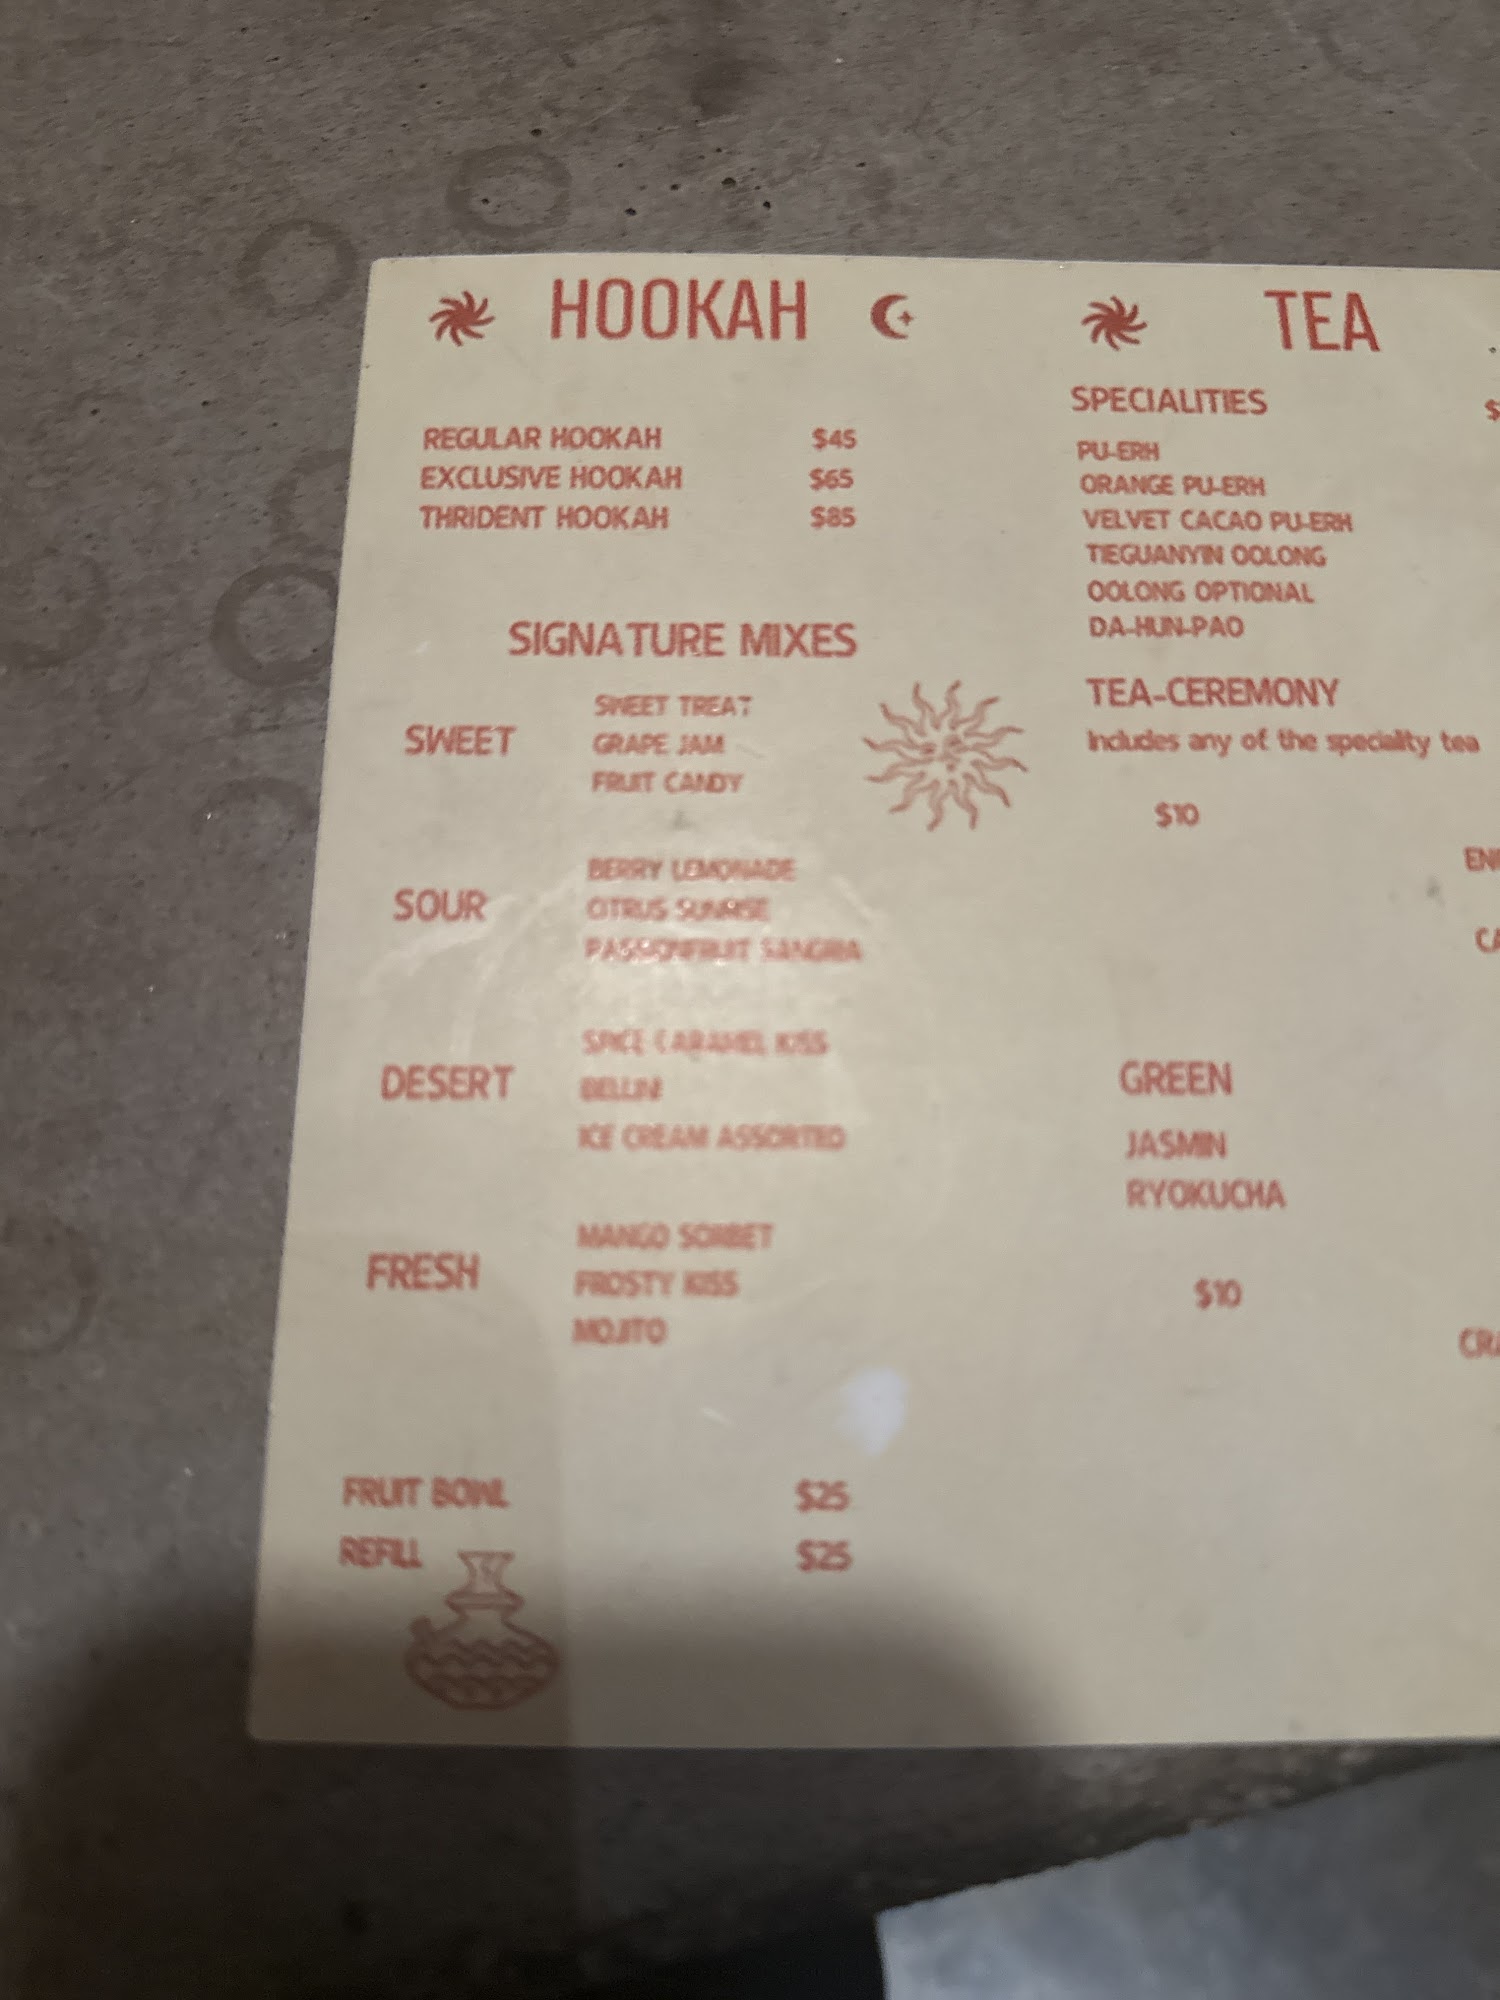 HOOKAH
REGULAR HOOKAH $45
EXCLUSIVE HOOKAH $65
THRIDENT HOOKAH $85
SIGNATURE MIXES
SWEET
SWEET TREAT
GRAPE JAM
FRUIT CANDY
SOUR
BERRY LEMONADE
CITRUS SUNRISE
PASSIONFRUIT SANGRIA
DESERT
SPICE CARAMEL KISS
BELLINI
ICE CREAM ASSORTED
FRESH
MANGO SORBET
FROSTY KISS
MOJITO
FRUIT BOWL $25
REFILL $25
TEA
SPECIALITIES
PU-ERH
ORANGE PU-ERH
VELVET CACAO PU-ERH
TIEGUANYIN OOLONG
OOLONG OPTIONAL
DA-HUN-PAO
TEA-CEREMONY
Includes any of the speciality tea
$10
GREEN
JASMIN
RYOKUCHA
$10